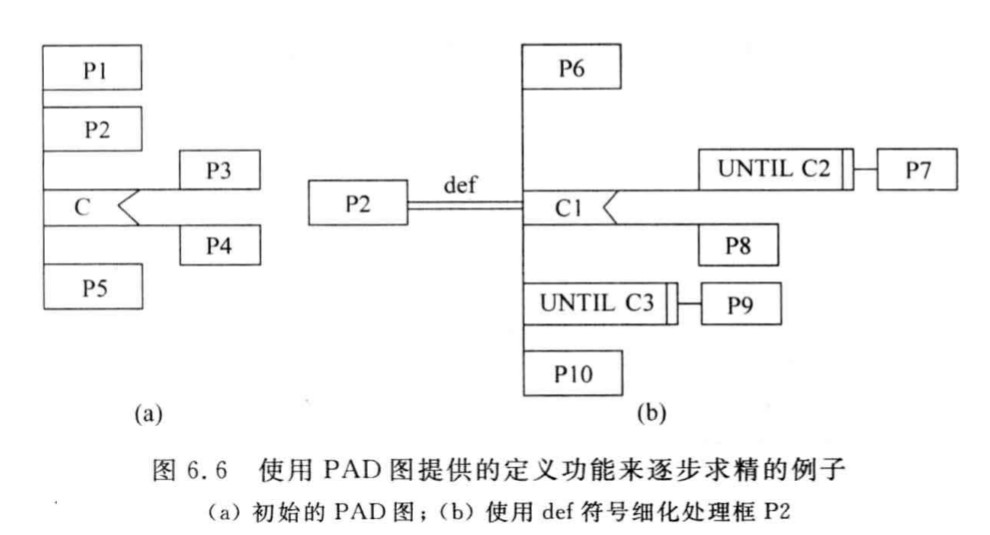 P1
P2
P3
C
P4
P5
(a)
P6
UNTIL C2
P7
P2
def
C1
P8
UNTIL C3
P9
P10
(b)
图 6.6 使用 PAD 图提供的定义功能来逐步求精的例子
(a) 初始的 PAD 图；(b) 使用 def 符号细化处理框 P2